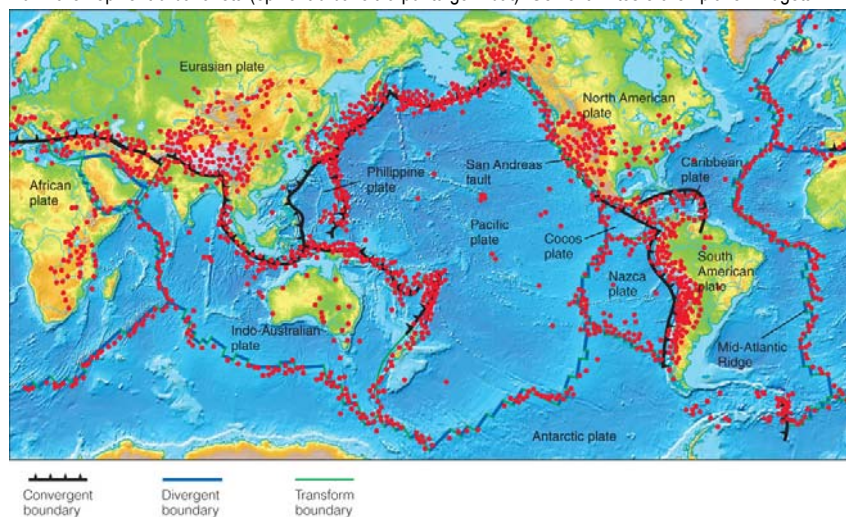 Eurasian plate
North American
plate
African
plate
Philippine
plate
San Andreas
fault
Caribbean
plate
Pacific
plate
Cocos
plate
Nazca
plate
South
American
plate
Indo-Australian
plate
Mid-Atlantic
Ridge
Antarctic plate
Convergent
boundary
Divergent
boundary
Transform
boundary